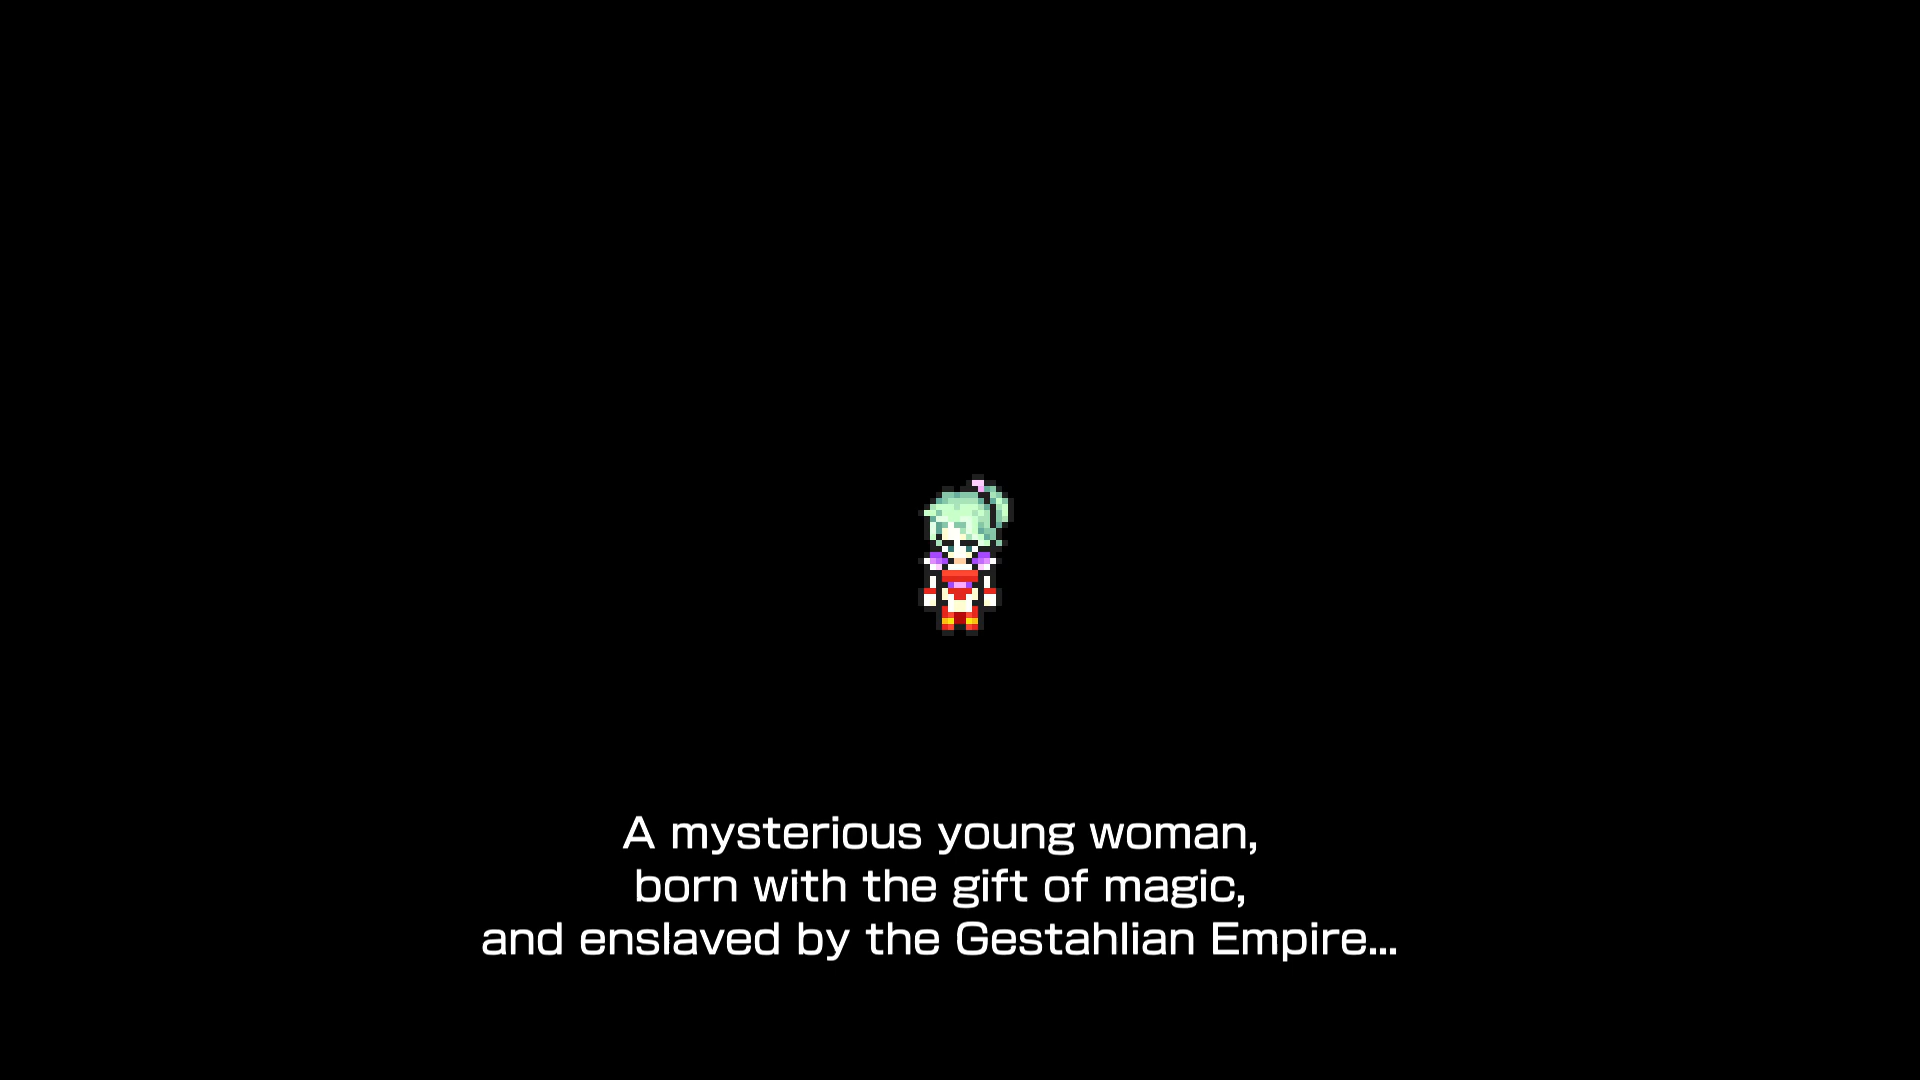 A mysterious young woman,
born with the gift of magic,
and enslaved by the Gestahlian Empire...